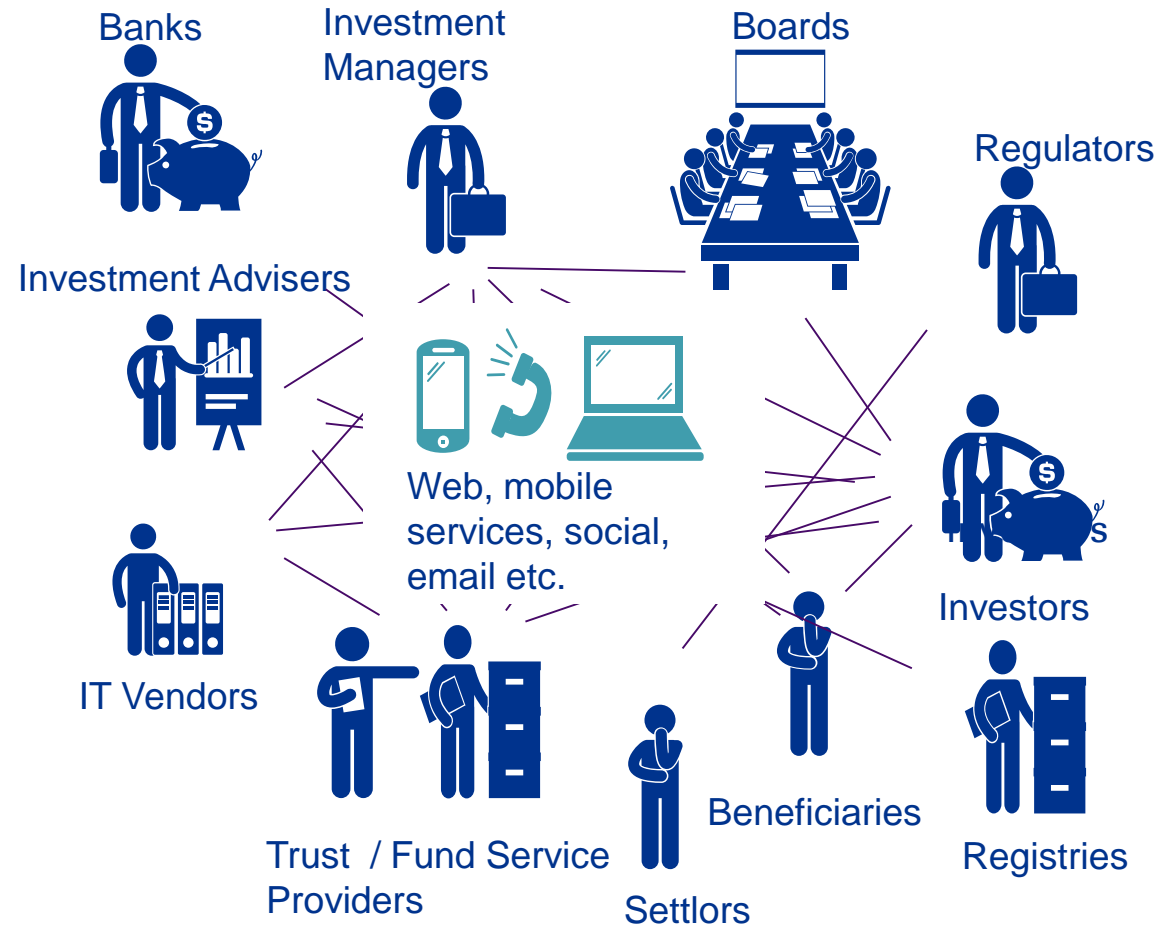 Banks
Investment
Managers
Boards
Regulators
Investment Advisers
$
$
Web, mobile
services, social,
email etc.
Investors
IT Vendors
Beneficiaries
Trust / Fund Service
Providers
Registries
Settlors